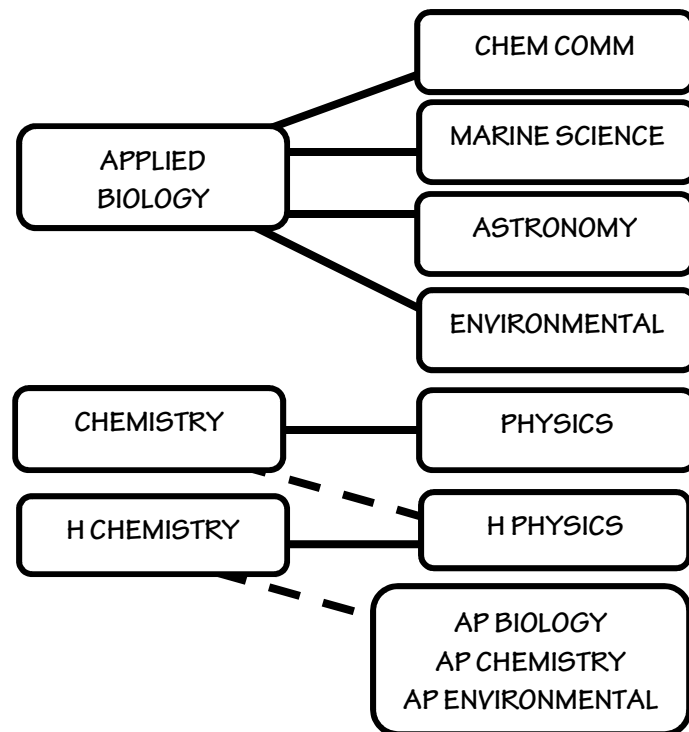 CHEM COMM
APPLIED
BIOLOGY
MARINE SCIENCE
ASTRONOMY
ENVIRONMENTAL
CHEMISTRY
PHYSICS
H CHEMISTRY
H PHYSICS
AP BIOLOGY
AP CHEMISTRY
AP ENVIRONMENTAL